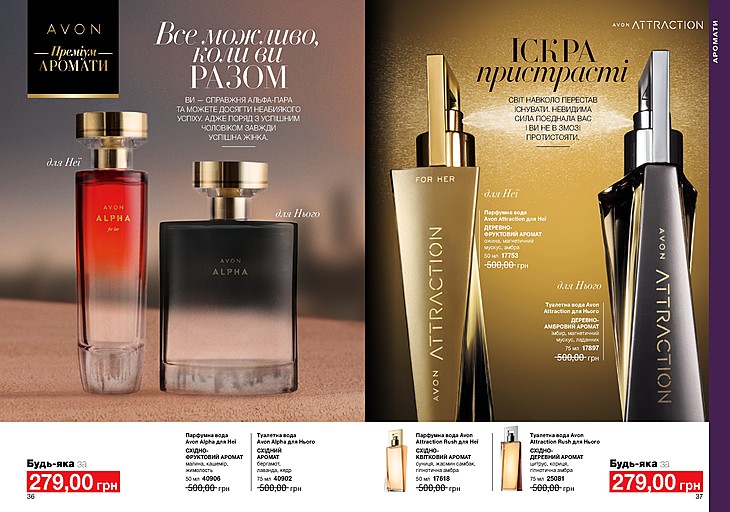 AVON
Преміум
АРОМАТИ
Все можливо,
коли ви
РАЗОМ
ВИ — СПРАВЖНЯ АЛЬФА-ПАРА
ТА МОЖЕТЕ ДОСЯГТИ НЕАБИЯКОГО
УСПІХУ. АДЖЕ ПОРЯД З УСПІШНИМ
ЧОЛОВІКОМ ЗАВЖДИ
УСПІШНА ЖІНКА.
для Неї
для Нього
AVON
ALPHA
for her
AVON
ALPHA
Будь-яка за
279,00 грн
36
Парфумна вода
Avon Alpha для Неї
СХІДНО-
ФРУКТОВИЙ АРОМАТ
малина, кашемір,
жимолость
50 мл 40906
500,00 грн
Туалетна вода
Avon Alpha для Нього
СХІДНИЙ
АРОМАТ
бергамот,
лаванда, кедр
75 мл 40902
500,00 грн
AVON ATTRACTION
АРОМАТИ
ІСКРА
пристрасті
СВІТ НАВКОЛО ПЕРЕСТАВ
ІСНУВАТИ. НЕВИДИМА
СИЛА ПОЄДНАЛА ВАС
І ВИ НЕ В ЗМОЗІ
ПРОТИСТОЯТИ.
FOR HER
AVON ATTRACTION
AVON ATTRACTION
для Неї
Парфумна вода
Avon Attraction для Неї
ДЕРЕВНО-
ФРУКТОВИЙ АРОМАТ
ожина, магнетичний
мускус, амбра
50 мл 17753
500,00 грн
для Нього
Туалетна вода Avon
Attraction для Нього
ДЕРЕВНО-
АМБРОВИЙ АРОМАТ
імбир, магнетичний
мускус, ладанник
75 мл 17897
500,00 грн
Парфумна вода Avon
Attraction Rush для Неї
СХІДНО-
КВІТКОВИЙ АРОМАТ
суниця, жасмин самбак,
гіпнотична амбра
50 мл 17618
500,00 грн
Туалетна вода Avon
Attraction Rush для Нього
СХІДНО-
ДЕРЕВНИЙ АРОМАТ
цитрус, кориця,
гіпнотична амбра
75 мл 25081
500,00 грн
Будь-яка за
279,00 грн
37